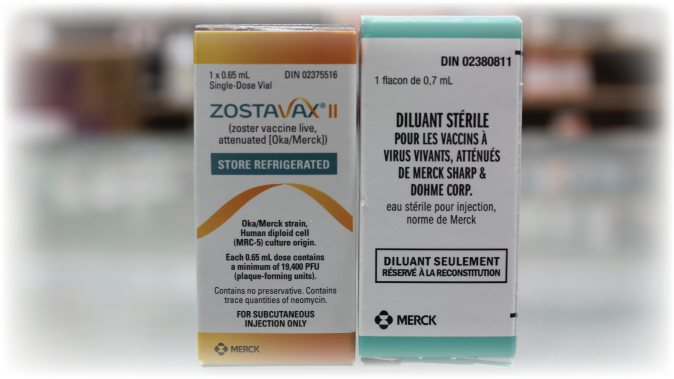 1 x 0.65 mL DIN 02375516
Single-Dose Vial
ZOSTAVAX® II
(zoster vaccine live,
attenuated [Oka/Merck])
STORE REFRIGERATED
Oka/Merck strain,
Human diploid cell
(MRC-5) culture origin.
Each 0.65 mL dose contains
a minimum of 19,400 PFU
(plaque-forming units).
Contains no preservative. Contains
trace quantities of neomycin.
FOR SUBCUTANEOUS
INJECTION ONLY
MERCK
DIN 02380811
1 flacon de 0,7 mL
DILUANT STÉRILE
POUR LES VACCINS À
VIRUS VIVANTS, ATTÉNUÉS
DE MERCK SHARP &
DOHME CORP.
eau stérile pour injection,
norme de Merck
DILUANT SEULEMENT
RÉSERVÉ À LA RECONSTITUTION
MERCK